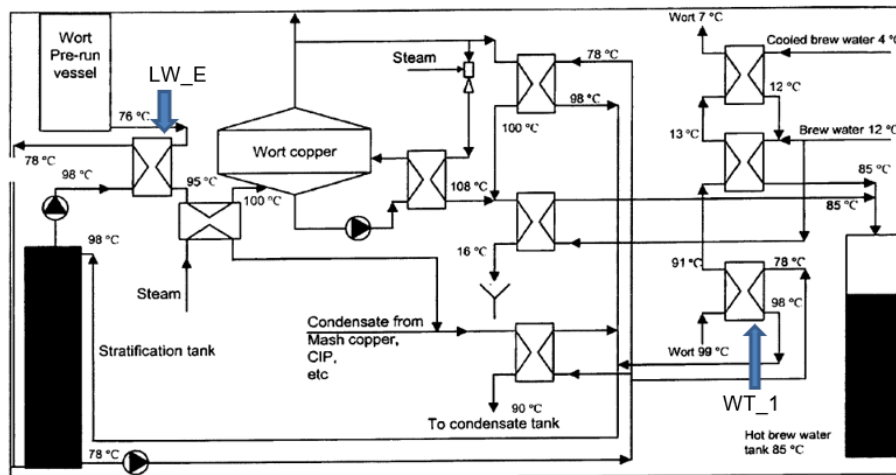 Wort
Pre-run
vessel
LW_E
76 °C
78 °C
98 °C
95 °C
100 °C
98 °C
Steam
Stratification tank
78 °C
Steam
Wort copper
108 °C
78 °C
98 °C
100 °C
16 °C
Condensate from
Mash copper,
CIP,
etc
90 °C
To condensate tank
Wort 7 °C
Cooled brew water 4 °C
12 °C
13 °C
Brew water 12 °C
85 °C
85 °C
91°C
78 °C
98 °C
Wort 99 °C
WT_1
Hot brew water
tank 85 °C